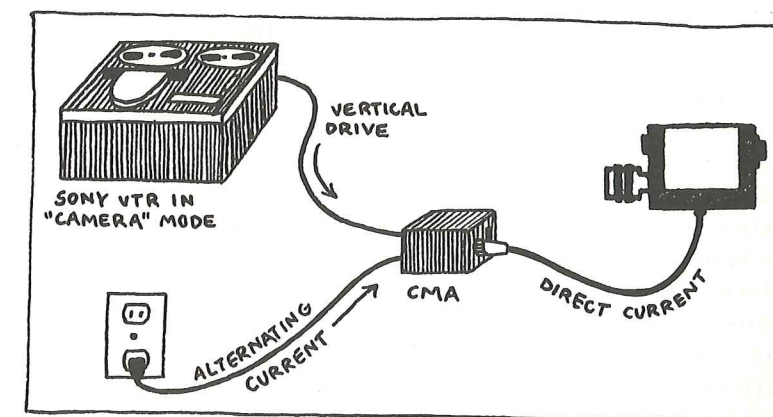 VERTICAL
DRIVE
SONY VTR IN
"CAMERA" MODE
CMA
DIRECT CURRENT
ALTERNATING
CURRENT